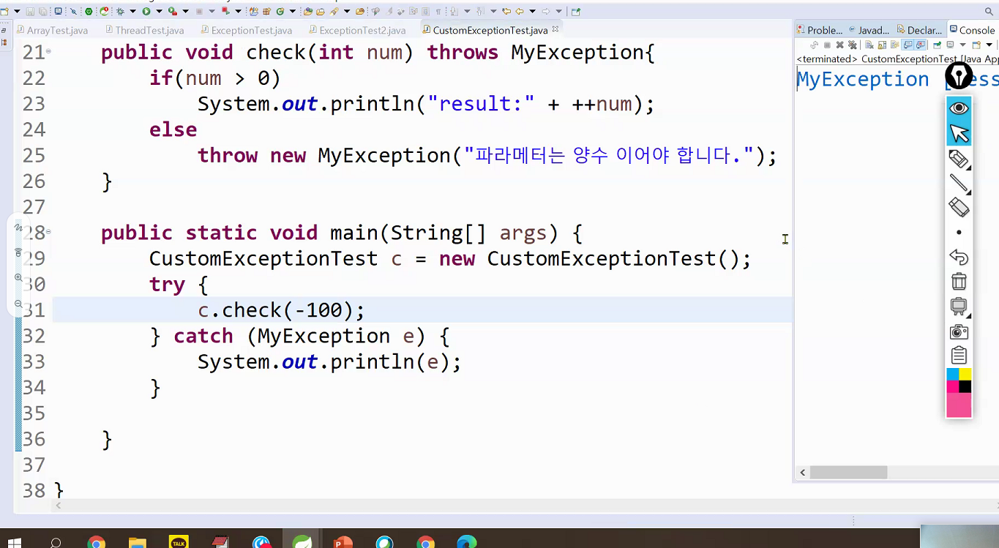 ArrayTest.java ThreadTest.java ExceptionTest.java ExceptionTest2.java CustomExceptionTest.java
21 public void check(int num) throws MyException{
22 if(num > 0)
23 System.out.println("result:" + ++num);
24 else
25 throw new MyException("파라메터는 양수 이어야 합니다.");
26 }
27
28 public static void main(String[] args) {
29 CustomExceptionTest c = new CustomExceptionTest();
30 try {
31 c.check(-100);
32 } catch (MyException e) {
33 System.out.println(e);
34 }
35
36 }
37
38 }
Proble... Javad... Declar... Console
<terminated> CustomExceptionTest [Java App
MyException
TALK